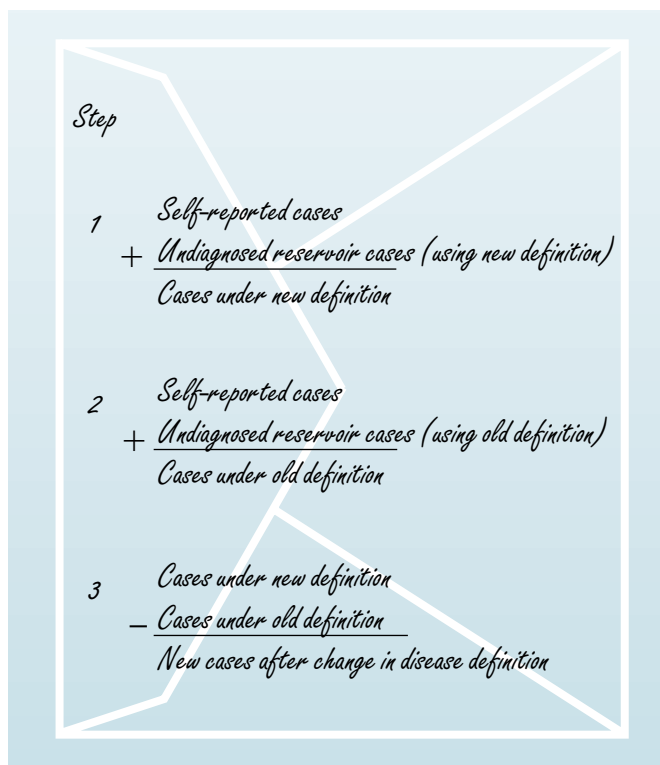 Step
1 Self-reported cases
+ Undiagnosed reservoir cases (using new definition)
Cases under new definition
2 Self-reported cases
+ Undiagnosed reservoir cases (using old definition)
Cases under old definition
3 Cases under new definition
– Cases under old definition
New cases after change in disease definition